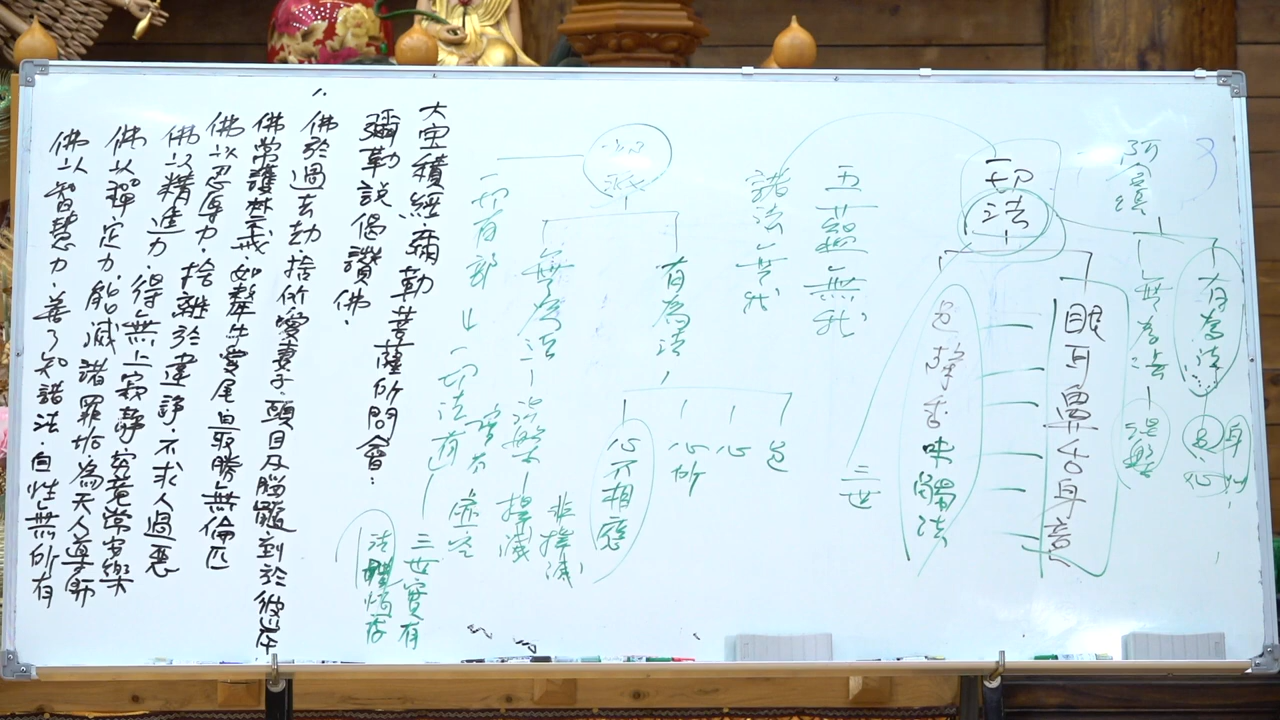 阿含
有為法
色
心
身
無為法
涅槃
一切
法
眼耳鼻舌身意
色聲香味觸法
三世
五蘊無我
諸法無我
有為法
色
心
心所
心不相應
無為法
涅槃
擇滅
非擇滅
虛空
一切有部
一切法
三世實有
法體恆存
大宝積經彌勒菩薩所問會：
彌勒說偈讚佛．
佛於過去劫．捨所愛妻子．頭目及腦髓．到於彼岸
佛常護禁戒．如犛牛愛尾．最勝無倫匹
佛以忍辱力．捨離於違諍．不求人過惡
佛以精進力．得無上寂靜．究竟常安樂
佛以禪定力．能滅諸罪垢．為天人導師
佛以智慧力．善了知諸法．自性無所有